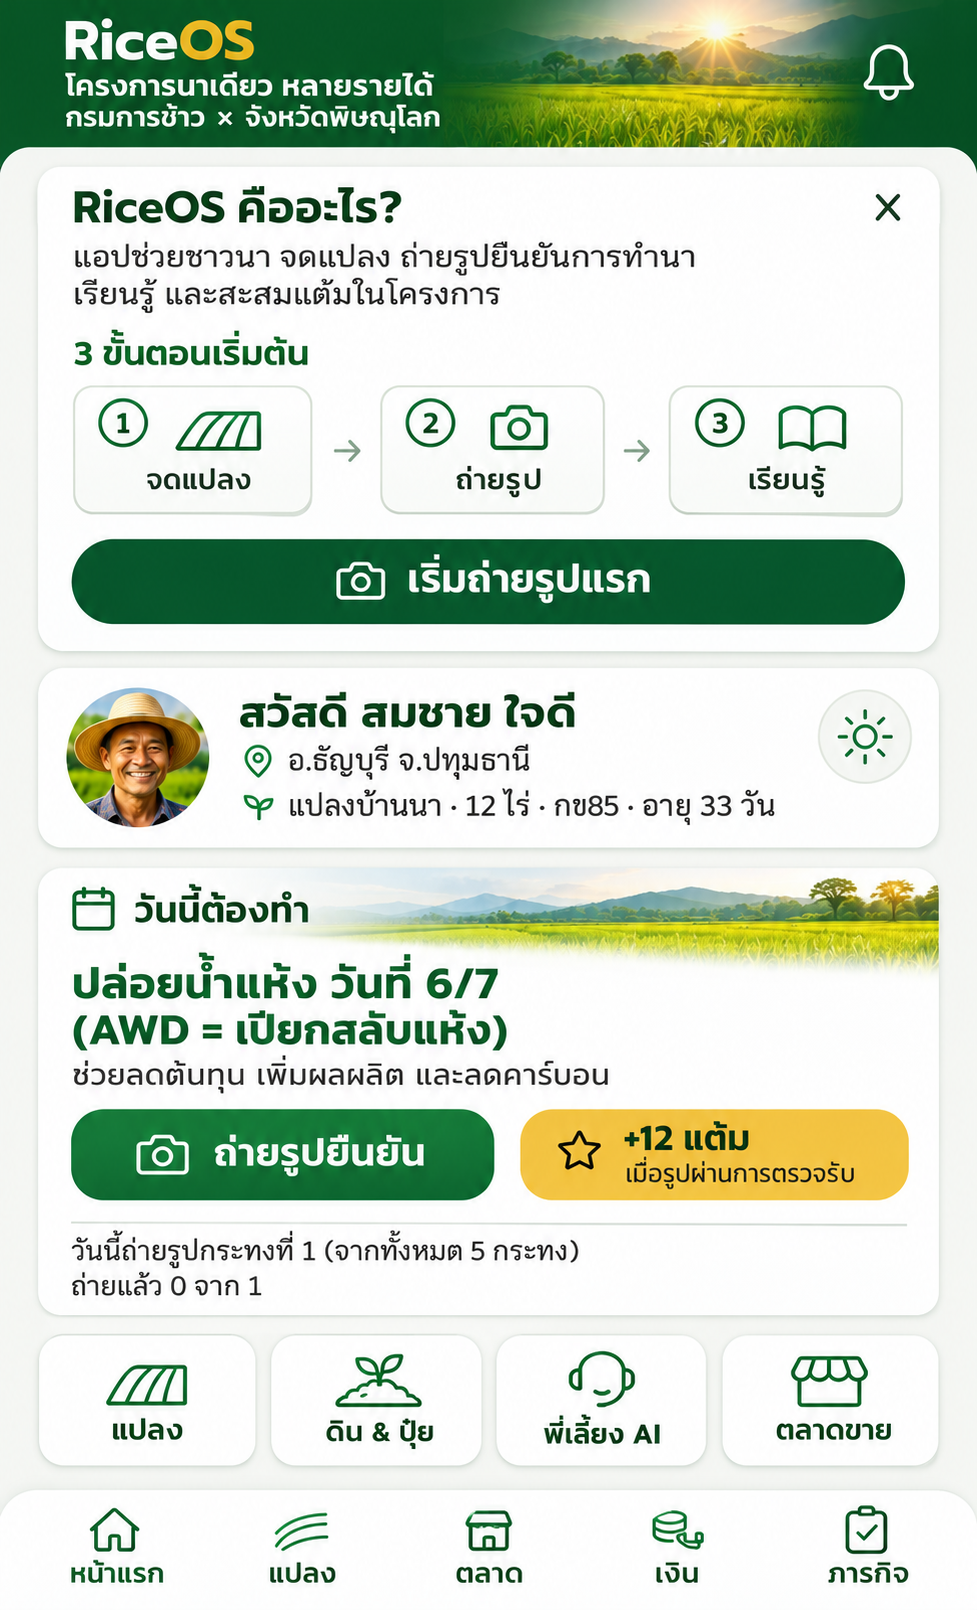 RiceOS
โครงการนาเดียว หลายรายได้
กรมการช้าว × จังหวัดพิษณุโลก
RiceOS คืออะไร?
แอปช่วยชาวนา จดแปลง ถ่ายรูปยืนยันการทำนา
เรียนรู้ และสะสมแต้มในโครงการ
3 ขั้นตอนเริ่มต้น
1
จดแปลง
2
ถ่ายรูป
3
เรียนรู้
เริ่มถ่ายรูปแรก
สวัสดี สมชาย ใจดี
อ.ธัญบุรี จ.ปทุมธานี
แปลงบ้านนา · 12 ไร่ · กข85 · อายุ 33 วัน
วันนี้ต้องทำ
ปล่อยน้ำแห้ง วันที่ 6/7
(AWD = เปียกสลับแห้ง)
ช่วยลดต้นทุน เพิ่มผลผลิต และลดคาร์บอน
ถ่ายรูปยืนยัน
+12 แต้ม
เมื่อรูปผ่านการตรวจรับ
วันนี้ถ่ายรูปกระทงที่ 1 (จากทั้งหมด 5 กระทง)
ถ่ายแล้ว 0 จาก 1
แปลง
ดิน & ปุ๋ย
พี่เลี้ยง AI
ตลาดขาย
หน้าแรก
แปลง
ตลาด
เงิน
ภารกิจ